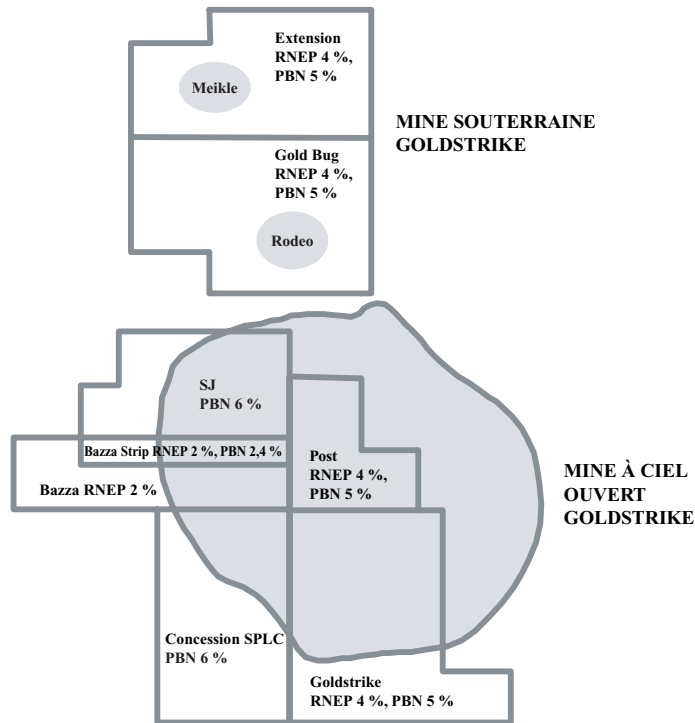 Extension
RNEP 4 %,
PBN 5 %
Meikle
MINE SOUTERRAINE
GOLDSTRIKE
Gold Bug
RNEP 4 %,
PBN 5 %
Rodeo
SJ
PBN 6 %
Bazza Strip RNEP 2 %, PBN 2,4 %
Post
RNEP 4 %,
PBN 5 %
Bazza RNEP 2 %
MINE À CIEL
OUVERT
GOLDSTRIKE
Concession SPLC
PBN 6 %
Goldstrike
RNEP 4 %, PBN 5 %